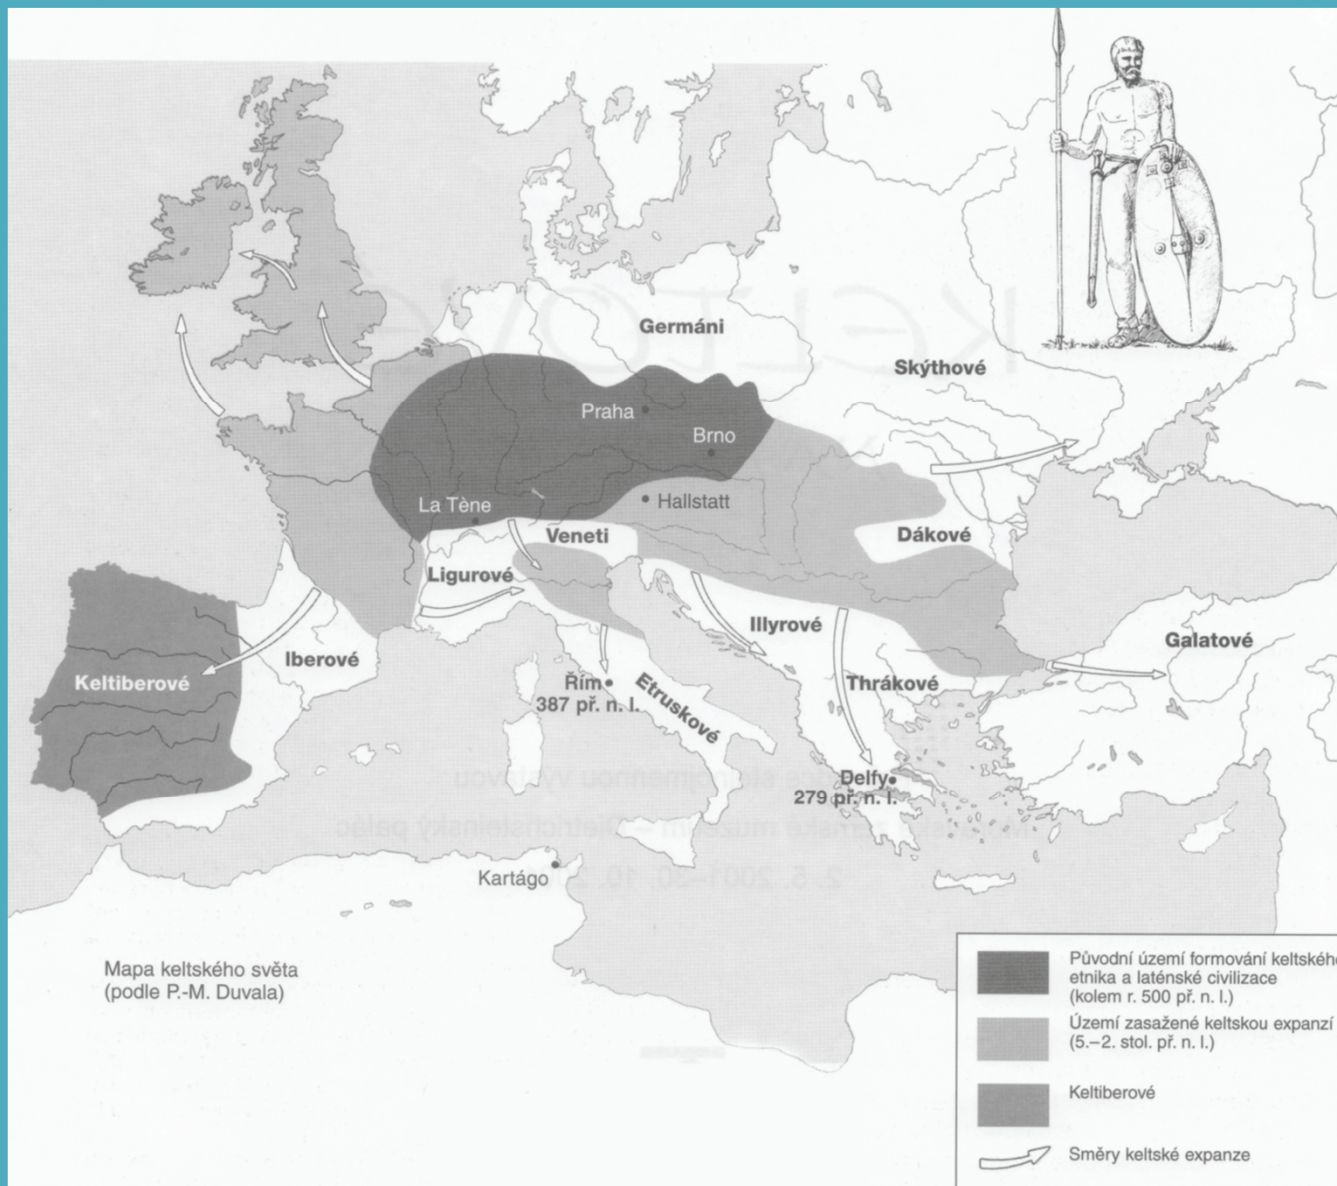 Germáni
Skýthové
Praha
Brno
La Tène
Hallstatt
Veneti
Dákové
Ligurové
Illyrové
Galatové
Iberové
Keltiberové
Řím
387 př. n. l.
Etruskové
Thrákové
Delfy
279 př. n. l.
Kartágo
Mapa keltského světa
(podle P.-M. Duvala)
Původní území formování keltského
etnika a laténské civilizace
(kolem r. 500 př. n. l.)
Území zasažené keltskou expanzí
(5.–2. stol. př. n. l.)
Keltiberové
Směry keltské expanze